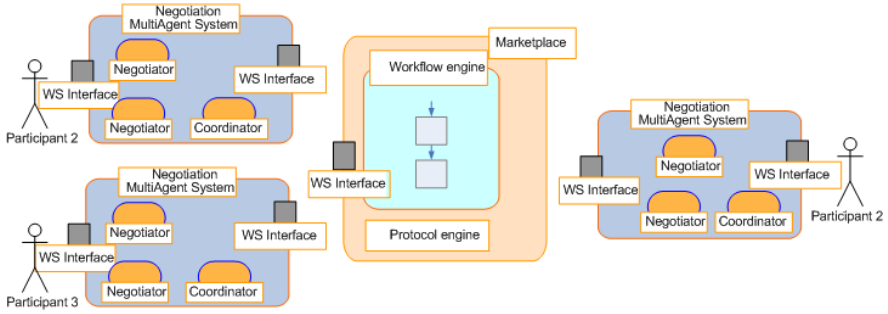 Negotiation
MultiAgent System
Negotiator
WS Interface
WS Interface
Negotiator
Coordinator
Participant 2
Negotiation
MultiAgent System
Negotiator
WS Interface
WS Interface
Negotiator
Coordinator
Participant 3
Marketplace
Workflow engine
WS Interface
Protocol engine
Negotiation
MultiAgent System
Negotiator
WS Interface
WS Interface
Negotiator
Coordinator
Participant 2